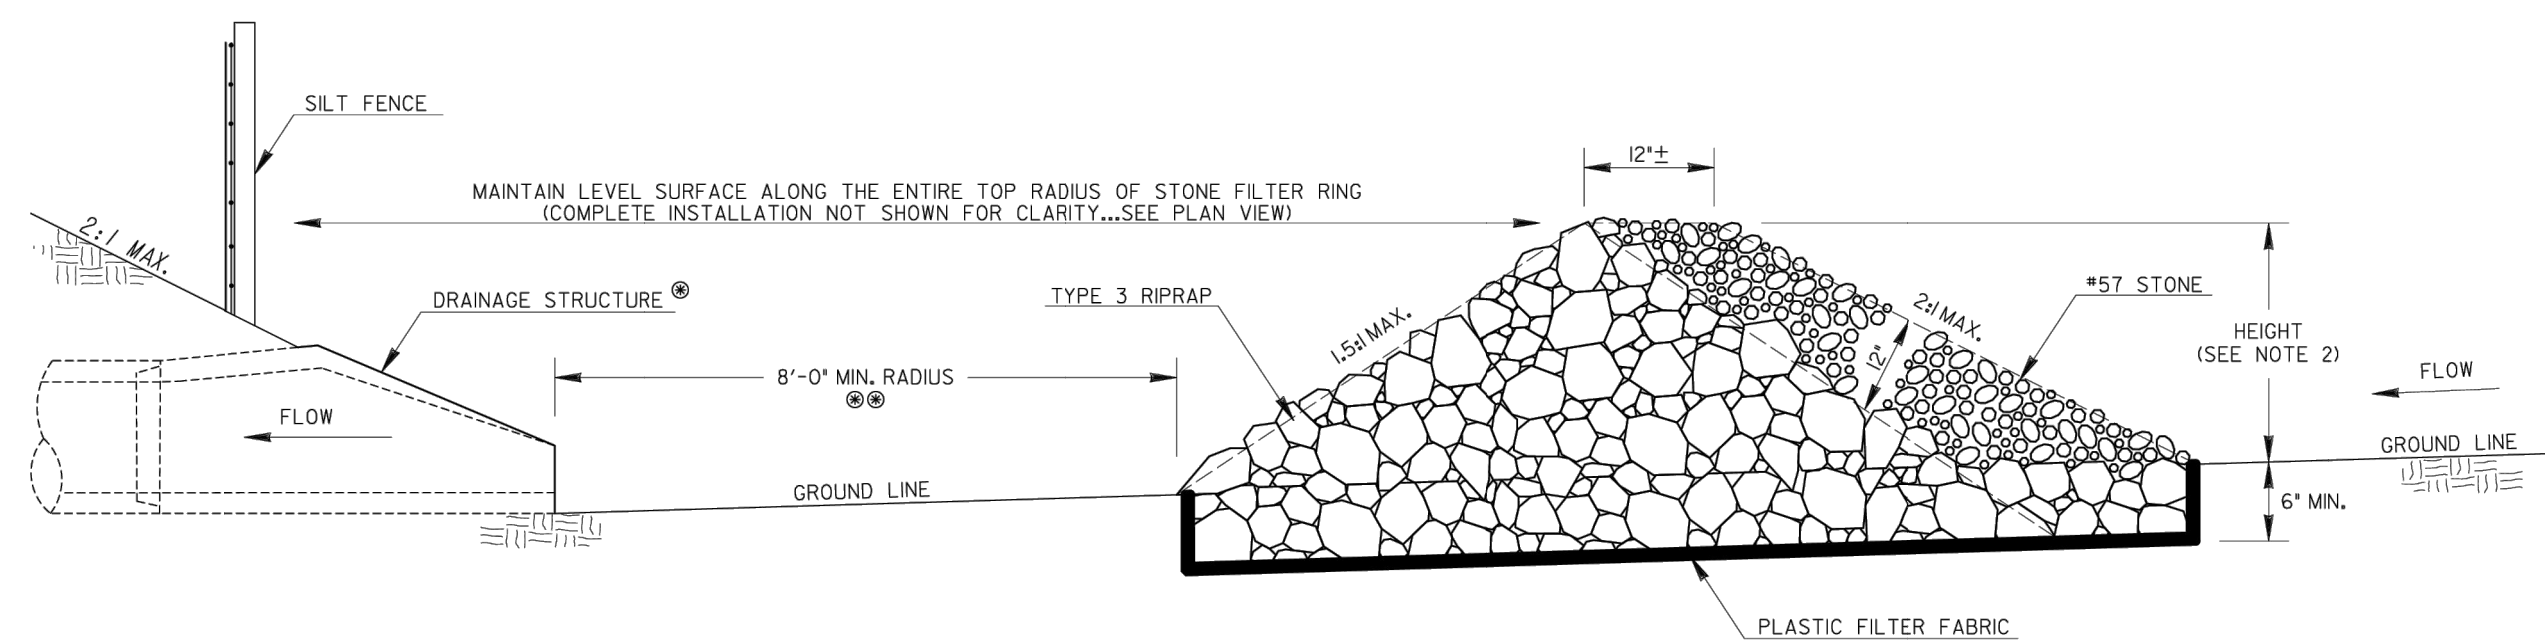 SILT FENCE
12"±
MAINTAIN LEVEL SURFACE ALONG THE ENTIRE TOP RADIUS OF STONE FILTER RING
(COMPLETE INSTALLATION NOT SHOWN FOR CLARITY...SEE PLAN VIEW)
2:1 MAX.
DRAINAGE STRUCTURE ⊛
TYPE 3 RIPRAP
#57 STONE
1.5:1 MAX.
2:1 MAX.
HEIGHT
(SEE NOTE 2)
12"
8'-0" MIN. RADIUS
⊛⊛
FLOW
FLOW
GROUND LINE
GROUND LINE
6" MIN.
PLASTIC FILTER FABRIC